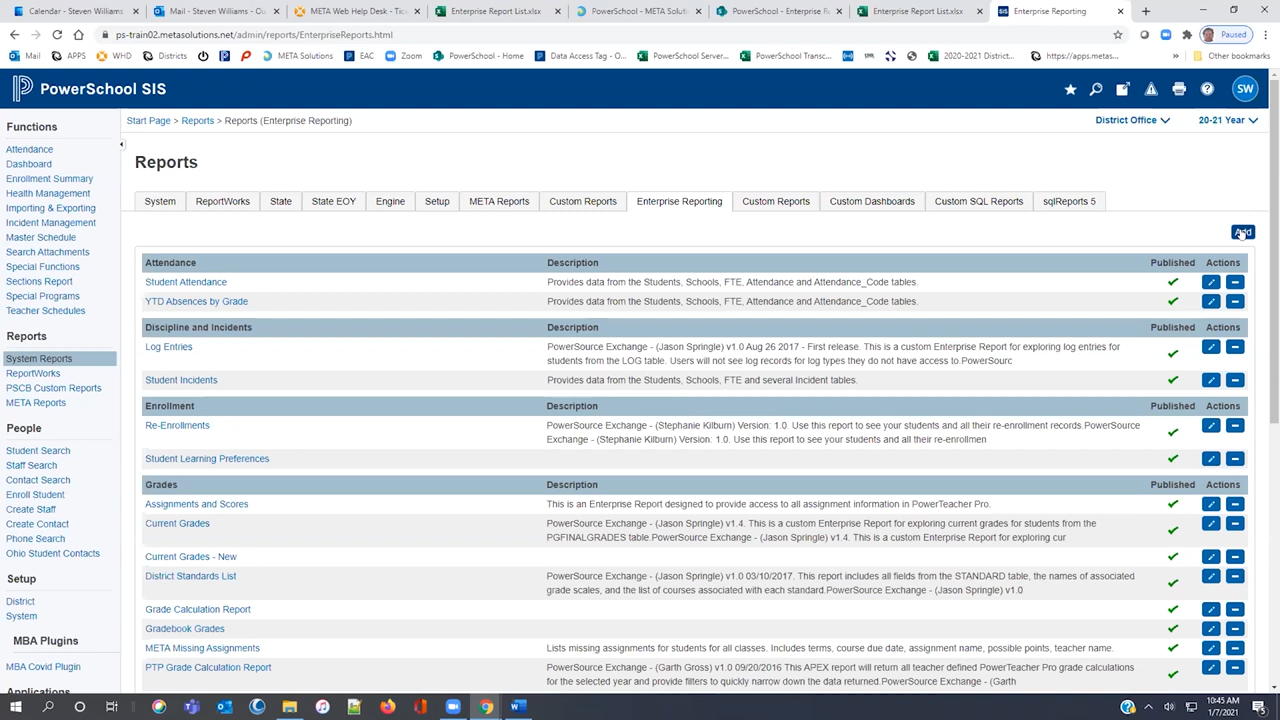 Calendar - Steven Williams
Mail - Steven Williams - Ou
META Web Help Desk - Tic
Enterprise Report List.xlsx
PowerSchool - META Soluti
PowerSchool - Enterprise R
Enterprise Report List.xlsx
Enterprise Reporting
ps-train02.metasolutions.net/admin/reports/EnterpriseReports.html
Paused
Mail
APPS
WHD
Districts
META Solutions
EAC
Zoom
PowerSchool - Home
Data Access Tag - O...
PowerSchool Server...
PowerSchool Transc...
2020-2021 District...
https://apps.metas...
Other bookmarks
PowerSchool SIS
SW
Functions
Attendance
Dashboard
Enrollment Summary
Health Management
Importing & Exporting
Incident Management
Master Schedule
Search Attachments
Special Functions
Sections Report
Special Programs
Teacher Schedules
Reports
System Reports
ReportWorks
PSCB Custom Reports
META Reports
People
Student Search
Staff Search
Contact Search
Enroll Student
Create Staff
Create Contact
Phone Search
Ohio Student Contacts
Setup
District
System
MBA Plugins
MBA Covid Plugin
Applications
Start Page > Reports > Reports (Enterprise Reporting)
District Office
20-21 Year
Reports
System
ReportWorks
State
State EOY
Engine
Setup
META Reports
Custom Reports
Enterprise Reporting
Custom Reports
Custom Dashboards
Custom SQL Reports
sqlReports 5
Add
Attendance Description Published Actions
Student Attendance Provides data from the Students, Schools, FTE, Attendance and Attendance_Code tables.
YTD Absences by Grade Provides data from the Students, Schools, FTE, Attendance and Attendance_Code tables.
Discipline and Incidents Description Published Actions
Log Entries PowerSource Exchange - (Jason Springle) v1.0 Aug 26 2017 - First release. This is a custom Enterprise Report for exploring log entries for
students from the LOG table. Users will not see log records for log types they do not have access to.PowerSourc
Student Incidents Provides data from the Students, Schools, FTE and several Incident tables.
Enrollment Description Published Actions
Re-Enrollments PowerSource Exchange - (Stephanie Kilburn) Version: 1.0. Use this report to see your students and all their re-enrollment records.PowerSource
Exchange - (Stephanie Kilburn) Version: 1.0. Use this report to see your students and all their re-enrollmen
Student Learning Preferences
Grades Description Published Actions
Assignments and Scores This is an Enterprise Report designed to provide access to all assignment information in PowerTeacher Pro.
Current Grades PowerSource Exchange - (Jason Springle) v1.4. This is a custom Enterprise Report for exploring current grades for students from the
PGFINALGRADES table.PowerSource Exchange - (Jason Springle) v1.4. This is a custom Enterprise Report for exploring cur
Current Grades - New
District Standards List PowerSource Exchange - (Jason Springle) v1.0 03/10/2017. This report includes all fields from the STANDARD table, the names of associated
grade scales, and the list of courses associated with each standard.PowerSource Exchange - (Jason Springle) v1.0
Grade Calculation Report
Gradebook Grades
META Missing Assignments Lists missing assignments for students for all classes. Includes terms, course due date, assignment name, possible points, teacher name.
PTP Grade Calculation Report PowerSource Exchange - (Garth Gross) v1.0 09/20/2016 This APEX report will return all teacher defined PowerTeacher Pro grade calculations
for the selected year and provide filters to quickly narrow down the data returned.PowerSource Exchange - (Garth
10:45 AM
1/7/2021